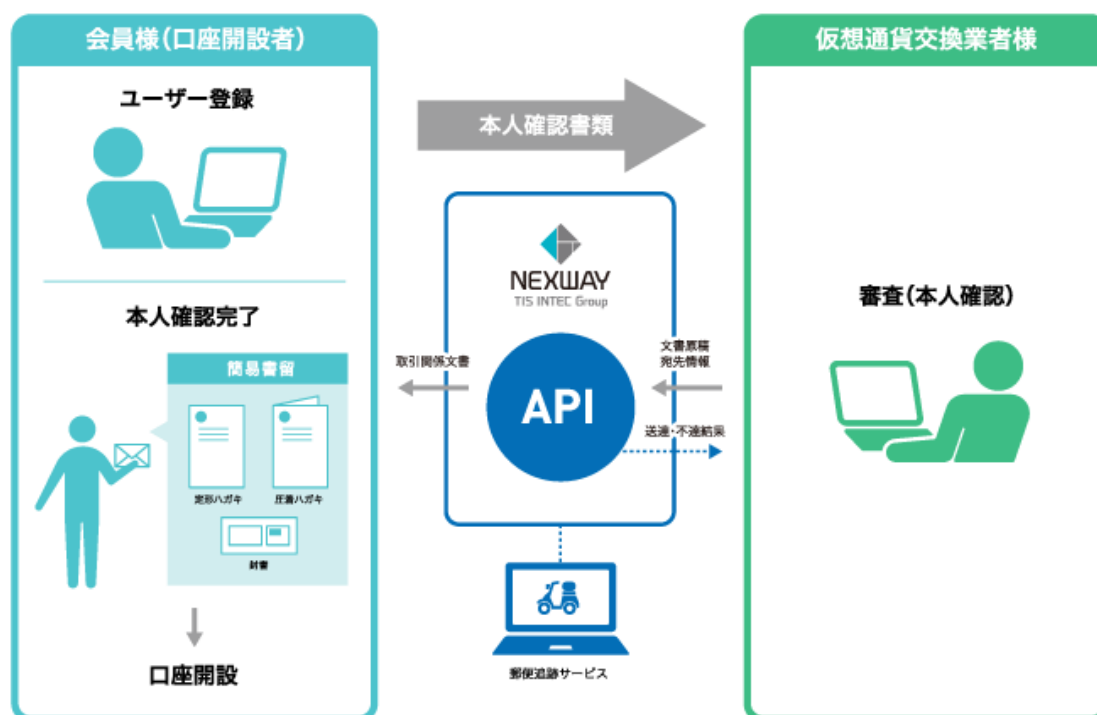 会員様(口座開設者)
ユーザー登録
本人確認完了
簡易書留
定形ハガキ
圧着ハガキ
封書
口座開設
本人確認書類
NEXWAY
TIS INTEC Group
取引関係文書
API
文書原稿
宛先情報
送達・不達結果
郵便追跡サービス
仮想通貨交換業者様
審査(本人確認)